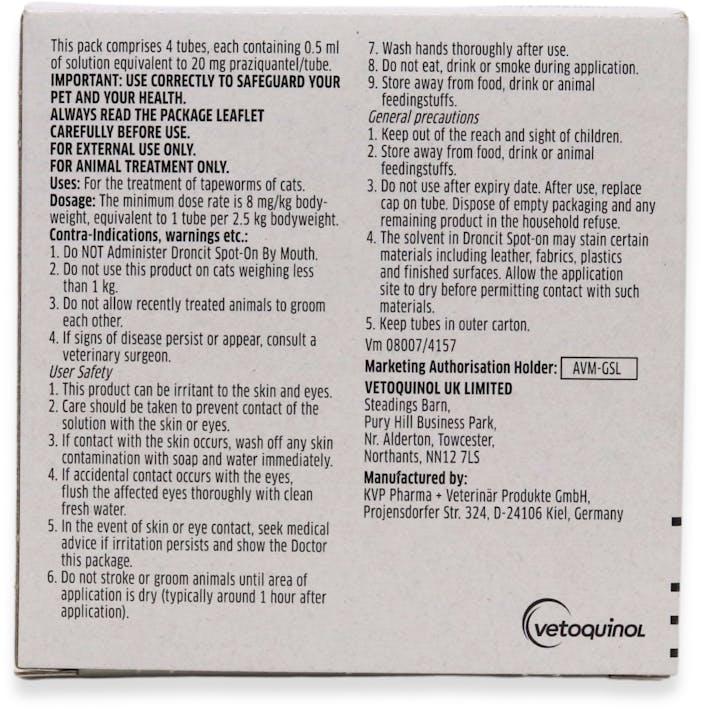 This pack comprises 4 tubes, each containing 0.5 ml
of solution equivalent to 20 mg praziquantel/tube.
IMPORTANT: USE CORRECTLY TO SAFEGUARD YOUR
PET AND YOUR HEALTH.
ALWAYS READ THE PACKAGE LEAFLET
CAREFULLY BEFORE USE.
FOR EXTERNAL USE ONLY.
FOR ANIMAL TREATMENT ONLY.
Uses: For the treatment of tapeworms of cats.
Dosage: The minimum dose rate is 8 mg/kg body-
weight, equivalent to 1 tube per 2.5 kg bodyweight.
Contra-Indications, warnings etc.:
1. Do NOT Administer Droncit Spot-On By Mouth.
2. Do not use this product on cats weighing less
than 1 kg.
3. Do not allow recently treated animals to groom
each other.
4. If signs of disease persist or appear, consult a
veterinary surgeon.
User Safety
1. This product can be irritant to the skin and eyes.
2. Care should be taken to prevent contact of the
solution with the skin or eyes.
3. If contact with the skin occurs, wash off any skin
contamination with soap and water immediately.
4. If accidental contact occurs with the eyes,
flush the affected eyes thoroughly with clean
fresh water.
5. In the event of skin or eye contact, seek medical
advice if irritation persists and show the Doctor
this package.
6. Do not stroke or groom animals until area of
application is dry (typically around 1 hour after
application).
7. Wash hands thoroughly after use.
8. Do not eat, drink or smoke during application.
9. Store away from food, drink or animal
feedingstuffs.
General precautions
1. Keep out of the reach and sight of children.
2. Store away from food, drink or animal
feedingstuffs.
3. Do not use after expiry date. After use, replace
cap on tube. Dispose of empty packaging and any
remaining product in the household refuse.
4. The solvent in Droncit Spot-on may stain certain
materials including leather, fabrics, plastics
and finished surfaces. Allow the application
site to dry before permitting contact with such
materials.
5. Keep tubes in outer carton.
Vm 08007/4157
Marketing Authorisation Holder: AVM-GSL
VETOQUINOL UK LIMITED
Steadings Barn,
Pury Hill Business Park,
Nr. Alderton, Towcester,
Northants, NN12 7LS
Manufactured by:
KVP Pharma + Veterinär Produkte GmbH,
Projensdorfer Str. 324, D-24106 Kiel, Germany
vetoquinol